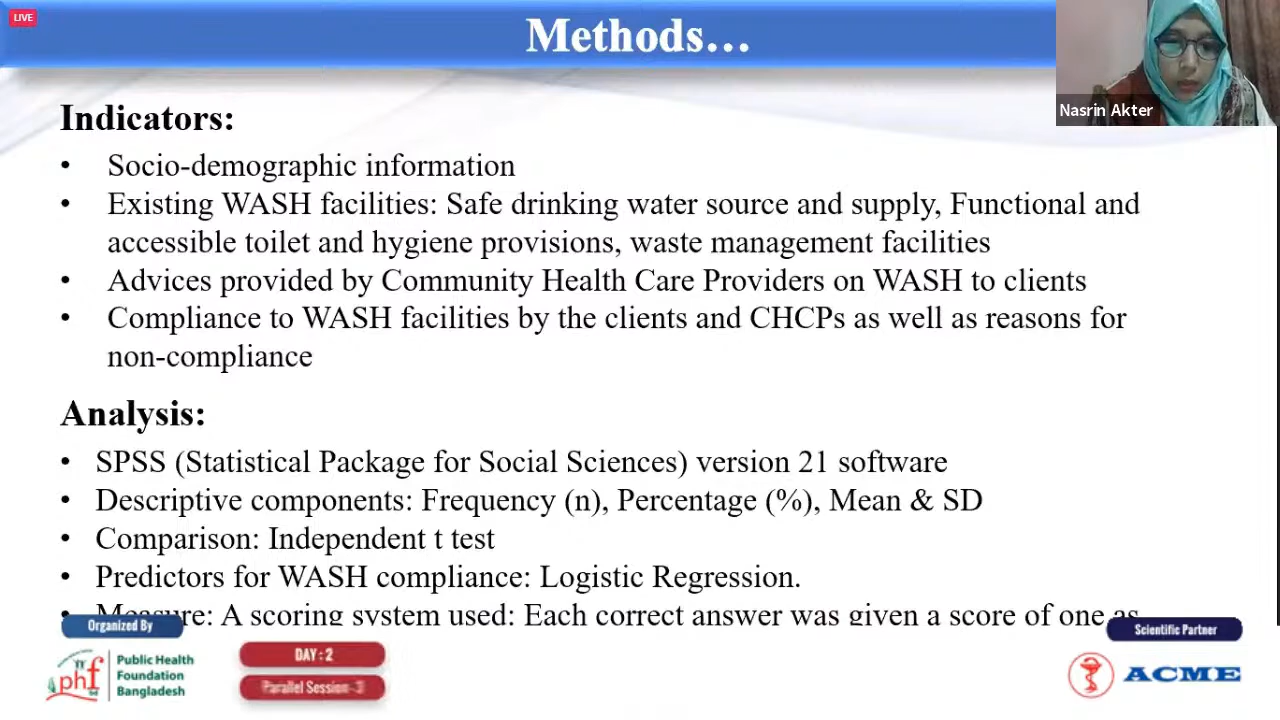 LIVE
Methods…
Nasrin Akter
Indicators:
• Socio-demographic information
• Existing WASH facilities: Safe drinking water source and supply, Functional and
accessible toilet and hygiene provisions, waste management facilities
• Advices provided by Community Health Care Providers on WASH to clients
• Compliance to WASH facilities by the clients and CHCPs as well as reasons for
non-compliance
Analysis:
• SPSS (Statistical Package for Social Sciences) version 21 software
• Descriptive components: Frequency (n), Percentage (%), Mean & SD
• Comparison: Independent t test
• Predictors for WASH compliance: Logistic Regression.
• Measure: A scoring system used: Each correct answer was given a score of one as
Organized By
phf
Public Health
Foundation
Bangladesh
DAY : 2
Parallel Session-3
Scientific Partner
ACME